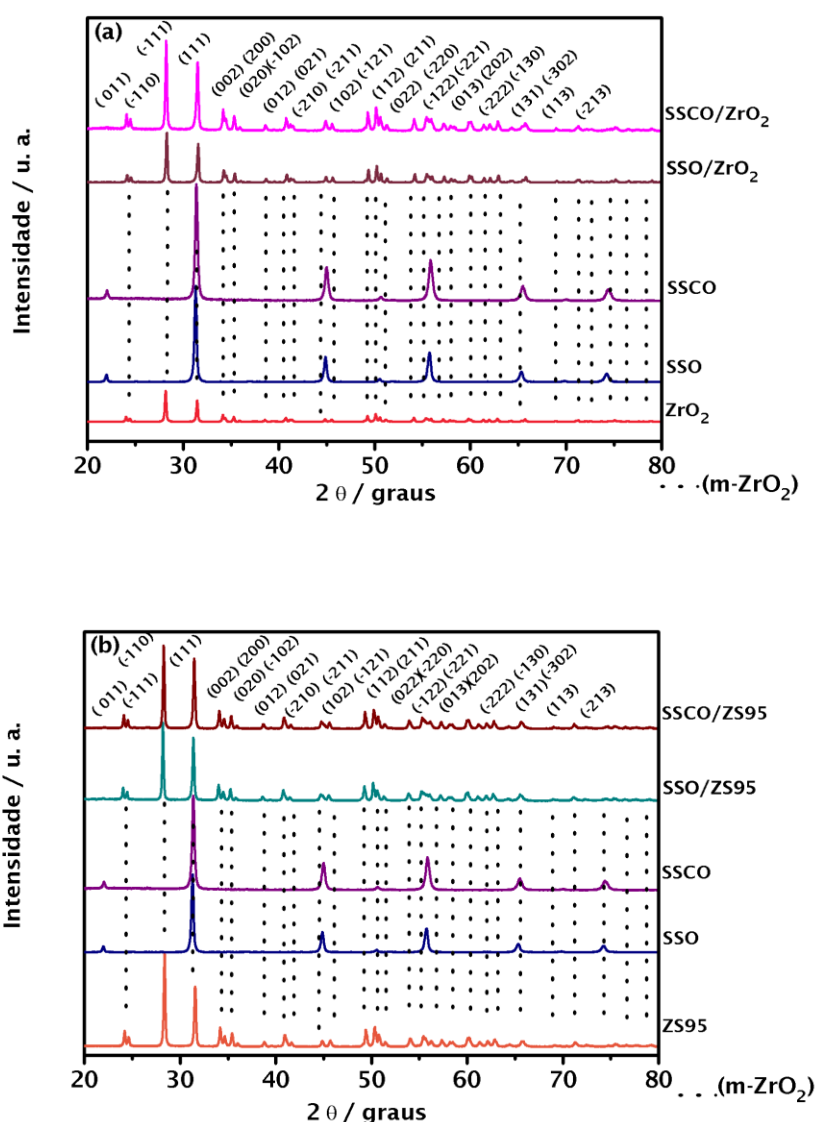 (a)
( 011)
(-110)
(-111)
(111)
(002) (200)
(020)(-102)
(012) (021)
(-210) (-211)
(102) (-121)
(112) (211)
(022) (-220)
(-122) (-221)
(013) (202)
(-222) (-130)
(131) (-302)
(113)
(-213)
SSCO/ZrO2
SSO/ZrO2
SSCO
SSO
ZrO2
Intensidade / u. a.
20 30 40 50 60 70 80
2 θ / graus
(m-ZrO2)
(b)
( 011)
(-111)
(-110)
(111)
(002) (200)
(020) (-102)
(012) (021)
(-210) (-211)
(102) (-121)
(112) (211)
(022)(-220)
(-122) (-221)
(013)(202)
(-222) (-130)
(131) (-302)
(113)
(-213)
SSCO/ZS95
SSO/ZS95
SSCO
SSO
ZS95
Intensidade / u. a.
20 30 40 50 60 70 80
2 θ / graus
(m-ZrO2)